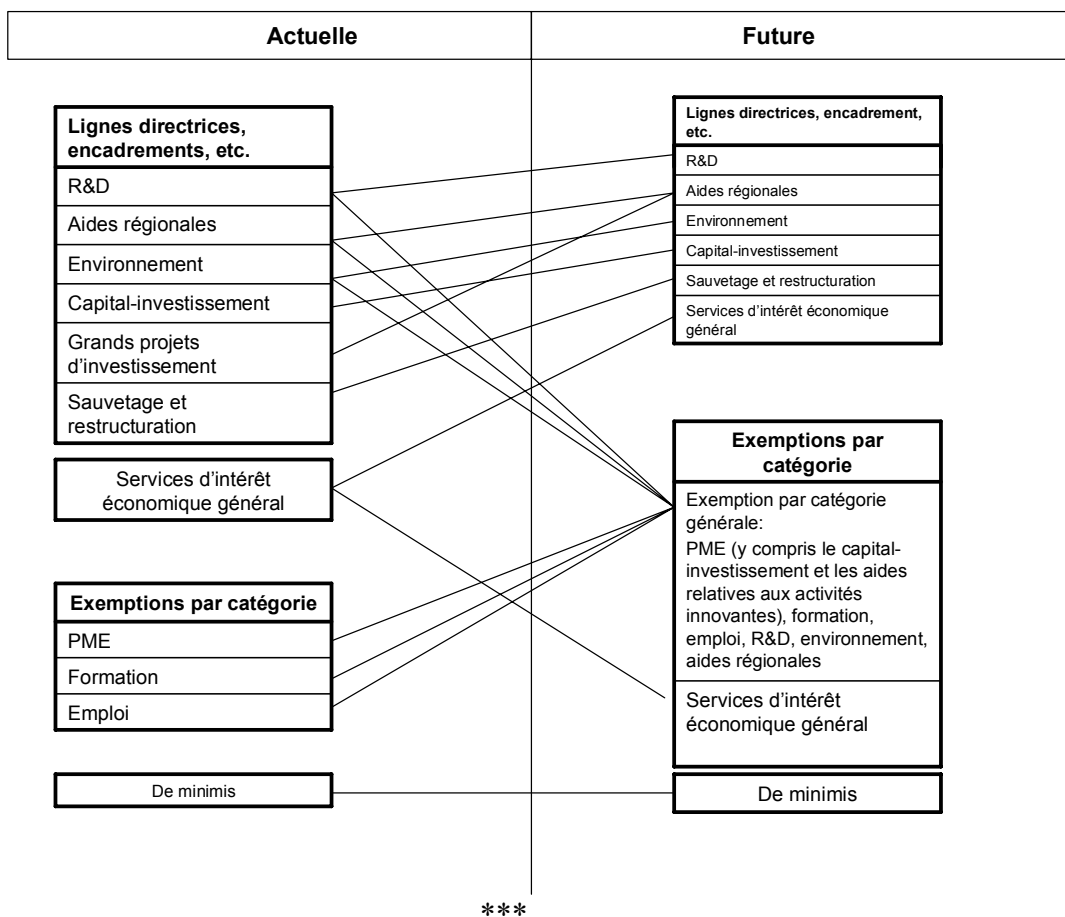 Actuelle
Future
Lignes directrices,
encadrements, etc.
R&D
Aides régionales
Environnement
Capital-investissement
Grands projets
d’investissement
Sauvetage et
restructuration
Services d’intérêt
économique général
Exemptions par catégorie
PME
Formation
Emploi
De minimis
Lignes directrices, encadrement,
etc.
R&D
Aides régionales
Environnement
Capital-investissement
Sauvetage et restructuration
Services d’intérêt économique
général
Exemptions par
catégorie
Exemption par catégorie
générale:
PME (y compris le capital-
investissement et les aides
relatives aux activités
innovantes), formation,
emploi, R&D, environnement,
aides régionales
Services d’intérêt
économique général
De minimis
***